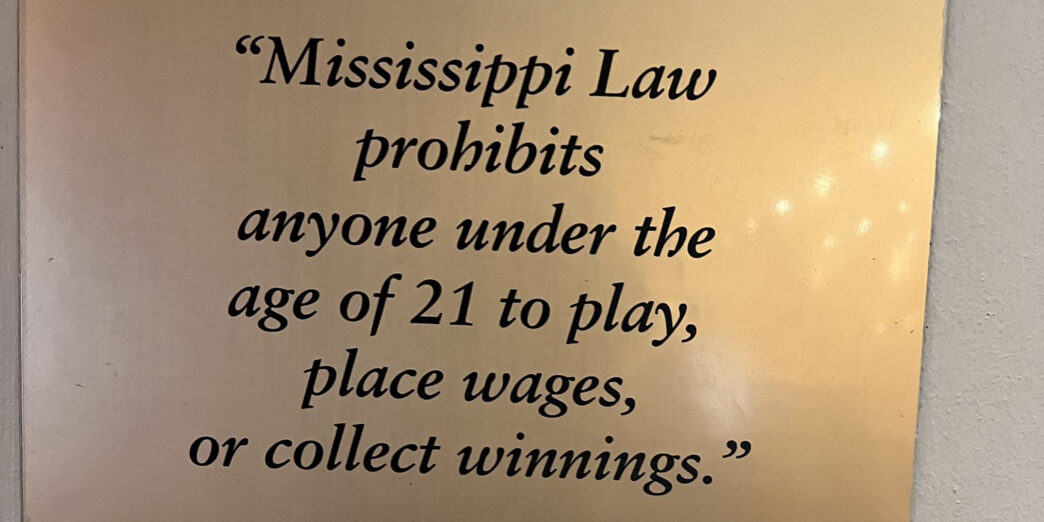 “Mississippi Law
prohibits
anyone under the
age of 21 to play,
place wages,
or collect winnings.”